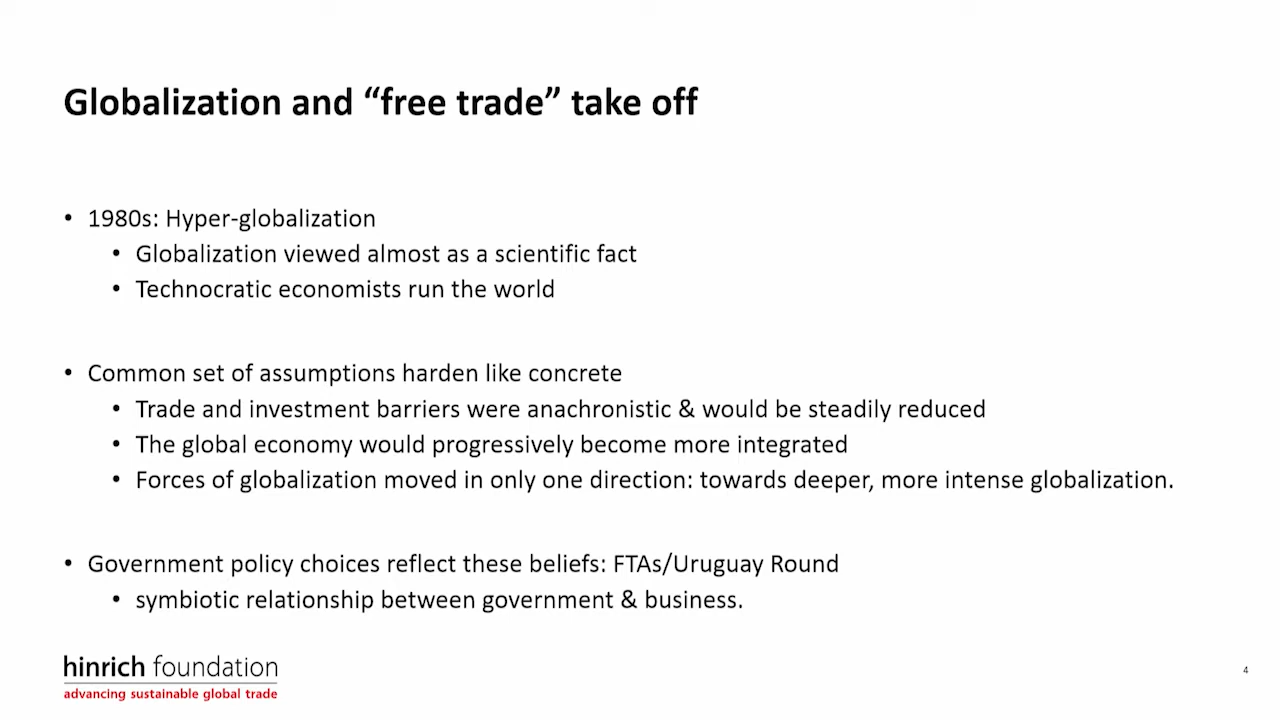 Globalization and “free trade” take off
• 1980s: Hyper-globalization
• Globalization viewed almost as a scientific fact
• Technocratic economists run the world
• Common set of assumptions harden like concrete
• Trade and investment barriers were anachronistic & would be steadily reduced
• The global economy would progressively become more integrated
• Forces of globalization moved in only one direction: towards deeper, more intense globalization.
• Government policy choices reflect these beliefs: FTAs/Uruguay Round
• symbiotic relationship between government & business.
hinrich foundation
advancing sustainable global trade
4